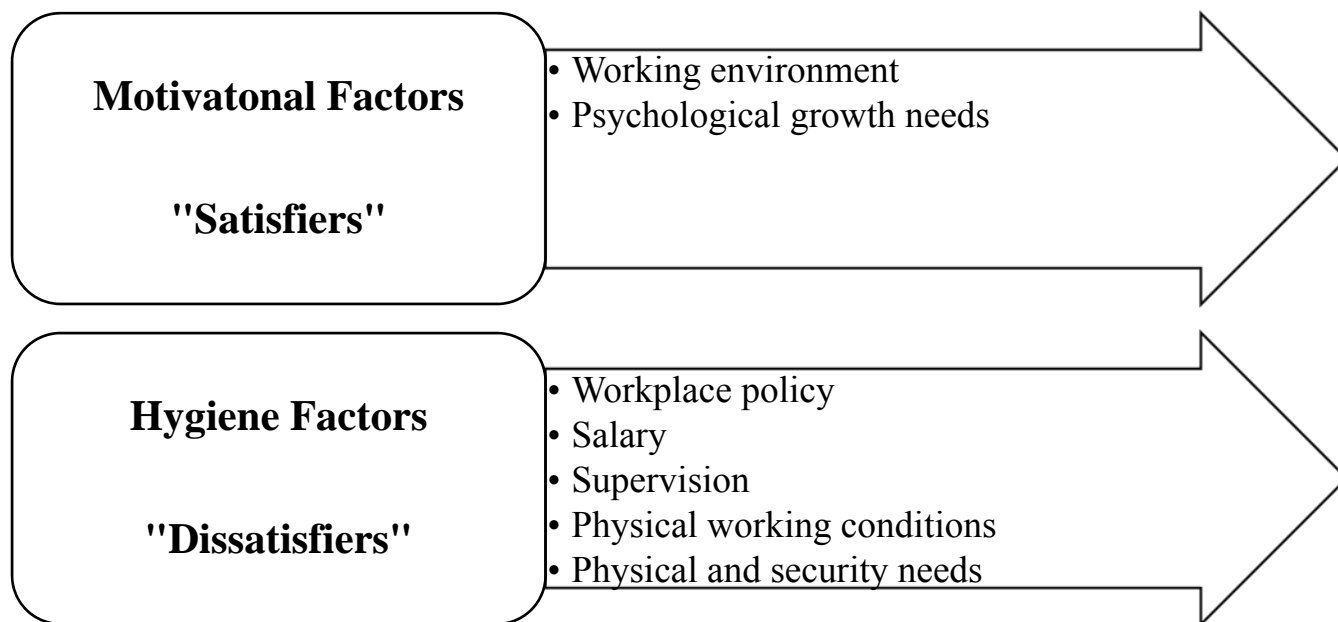 Motivatonal Factors
"Satisfiers"
• Working environment
• Psychological growth needs
Hygiene Factors
"Dissatisfiers"
• Workplace policy
• Salary
• Supervision
• Physical working conditions
• Physical and security needs